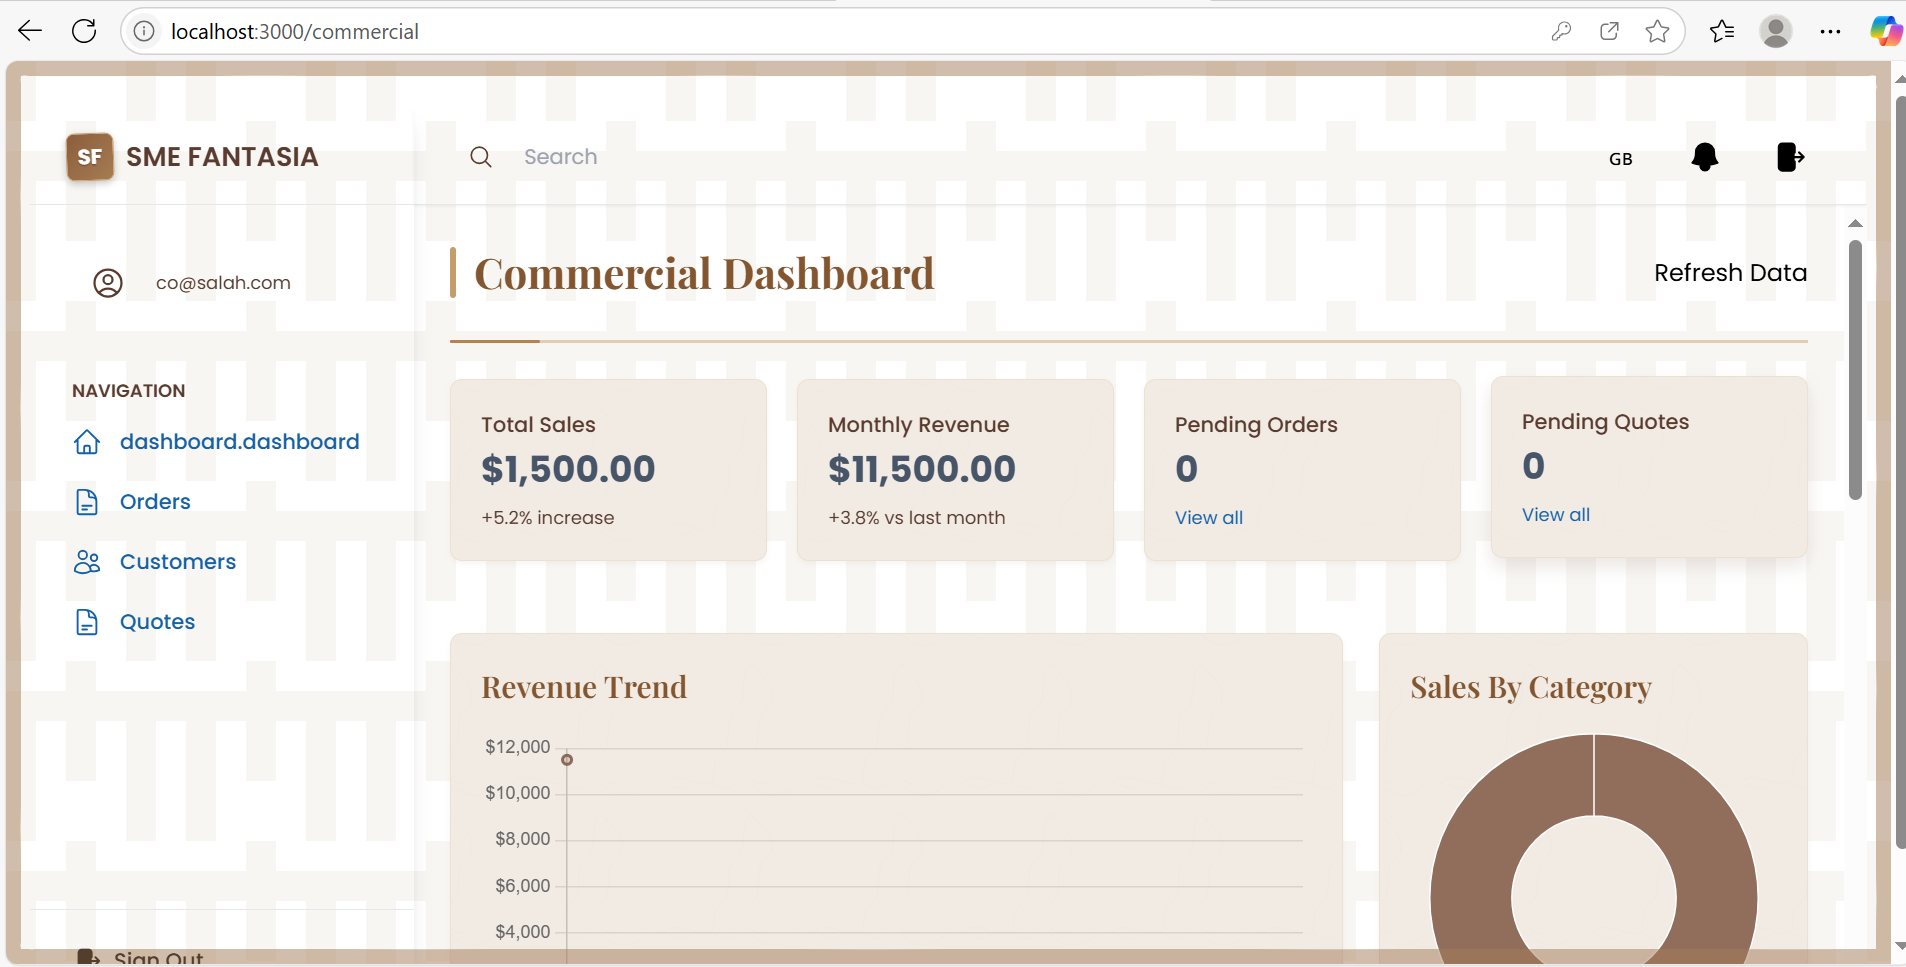 localhost:3000/commercial
SF SME FANTASIA
Search
GB
co@salah.com
NAVIGATION
dashboard.dashboard
Orders
Customers
Quotes
Sign Out
Commercial Dashboard
Refresh Data
Total Sales
$1,500.00
+5.2% increase
Monthly Revenue
$11,500.00
+3.8% vs last month
Pending Orders
0
View all
Pending Quotes
0
View all
Revenue Trend
$12,000
$10,000
$8,000
$6,000
$4,000
Sales By Category